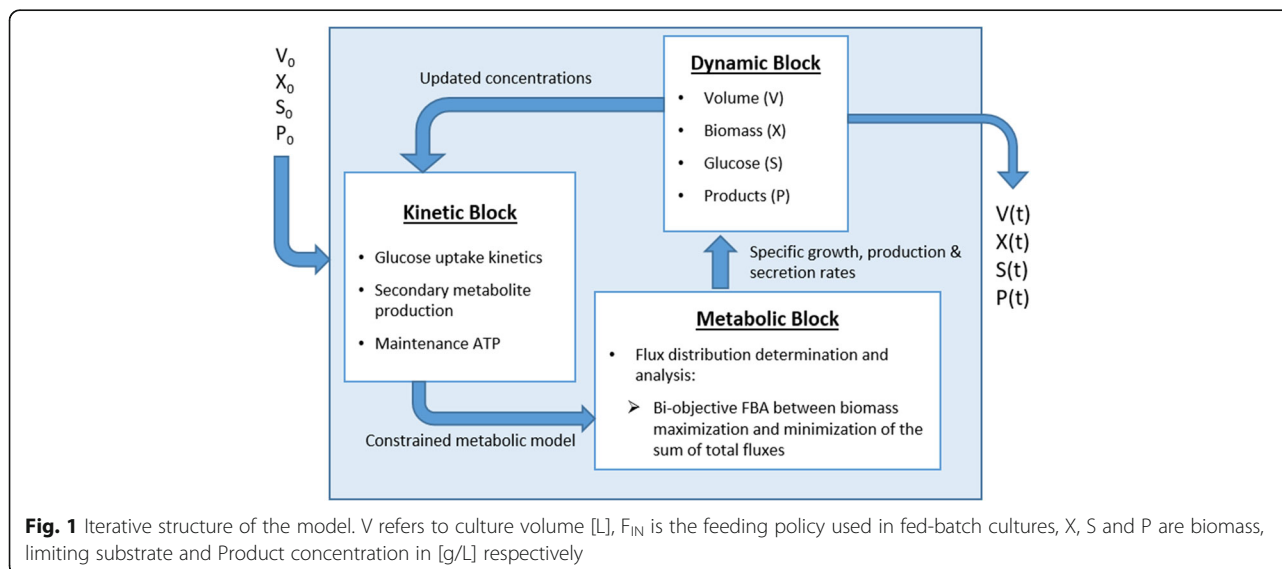 V₀
X₀
S₀
P₀
Updated concentrations
Dynamic Block
• Volume (V)
• Biomass (X)
• Glucose (S)
• Products (P)
Kinetic Block
• Glucose uptake kinetics
• Secondary metabolite
production
• Maintenance ATP
V(t)
X(t)
S(t)
P(t)
Specific growth, production &
secretion rates
Metabolic Block
• Flux distribution determination and
analysis:
➢ Bi-objective FBA between biomass
maximization and minimization of the
sum of total fluxes
Constrained metabolic model
Fig. 1 Iterative structure of the model. V refers to culture volume [L], F_IN is the feeding policy used in fed-batch cultures, X, S and P are biomass,
limiting substrate and Product concentration in [g/L] respectively